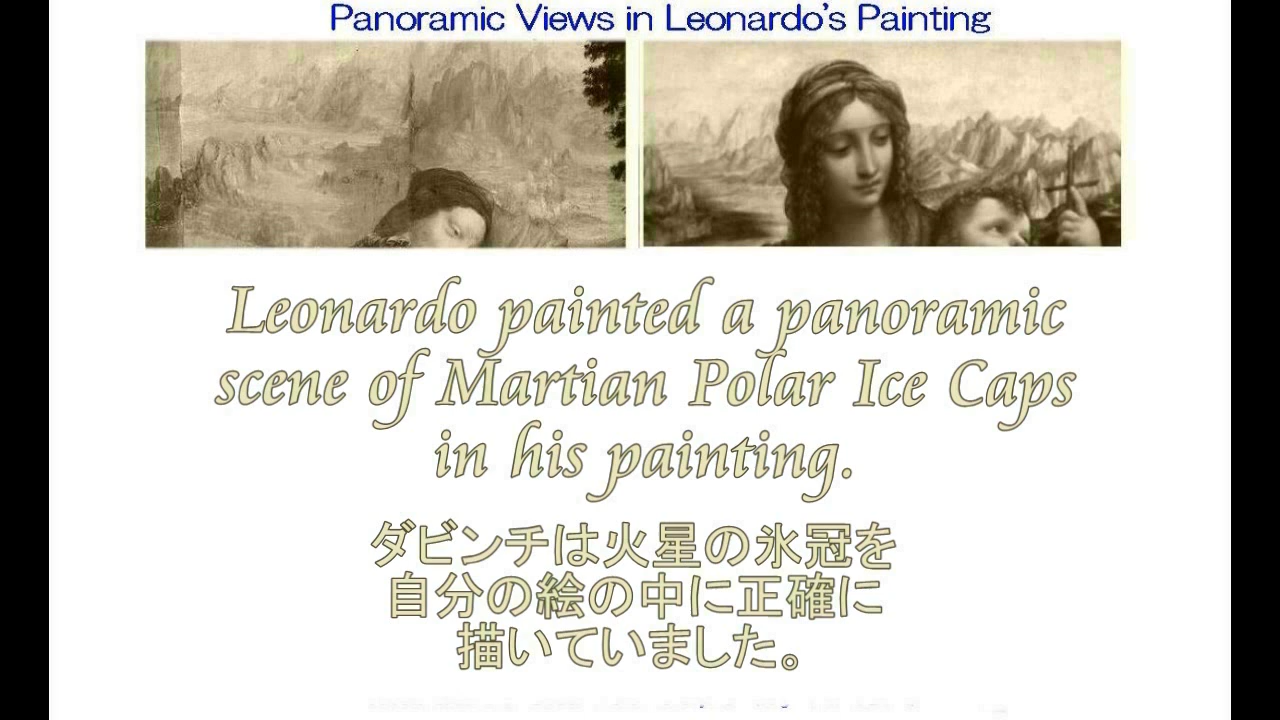 Panoramic Views in Leonardo's Painting
Leonardo painted a panoramic
scene of Martian Polar Ice Caps
in his painting.
ダビンチは火星の氷冠を
自分の絵の中に正確に
描いていました。